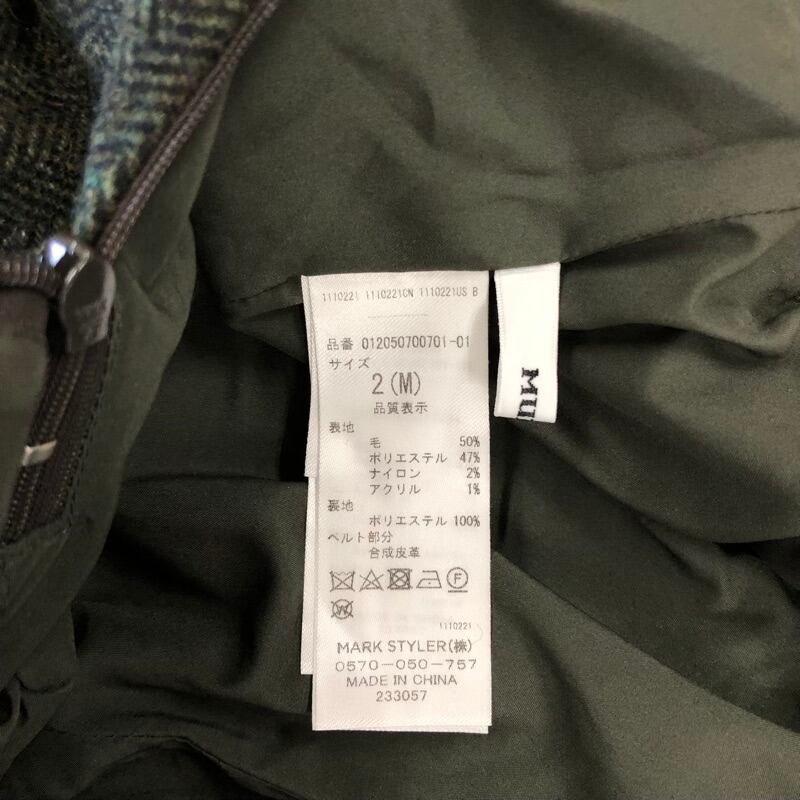 1110221 1110221CN 1110221US B
品番 012050700701-01
サイズ
2(M)
品質表示
表地
毛 50%
ポリエステル 47%
ナイロン 2%
アクリル 1%
裏地
ポリエステル 100%
ベルト部分
合成皮革
F
W
1110221
MARK STYLER(株)
0570-050-757
MADE IN CHINA
233057
MU